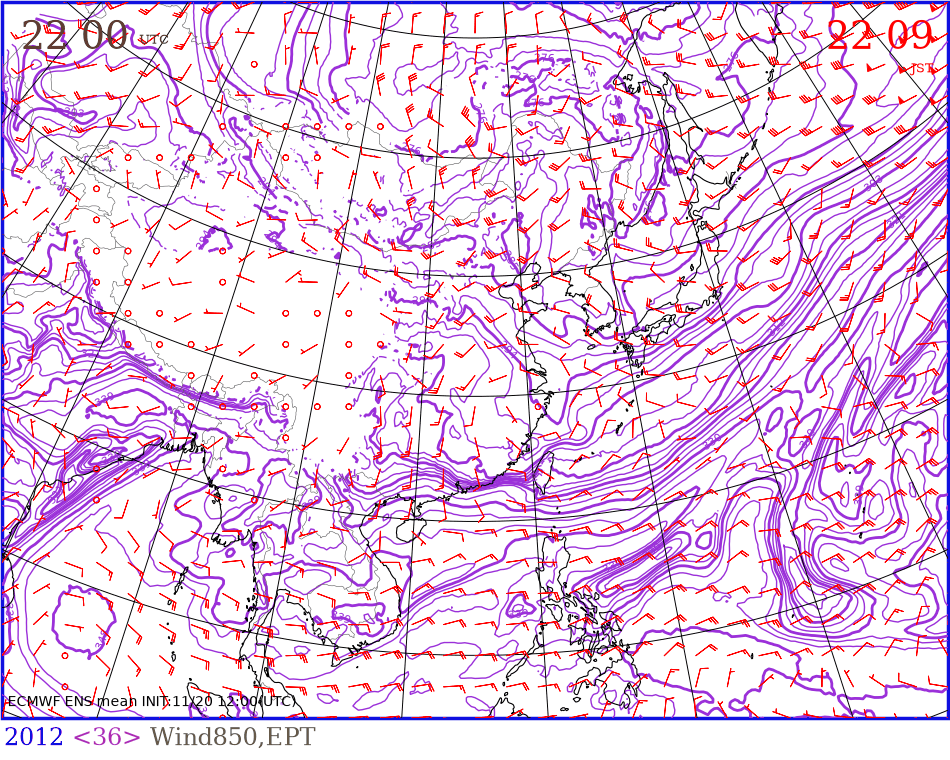 22 00 UTC
22 09
JST
ECMWF ENS mean INIT:11/20 12:00(UTC)
2012 <36> Wind850,EPT